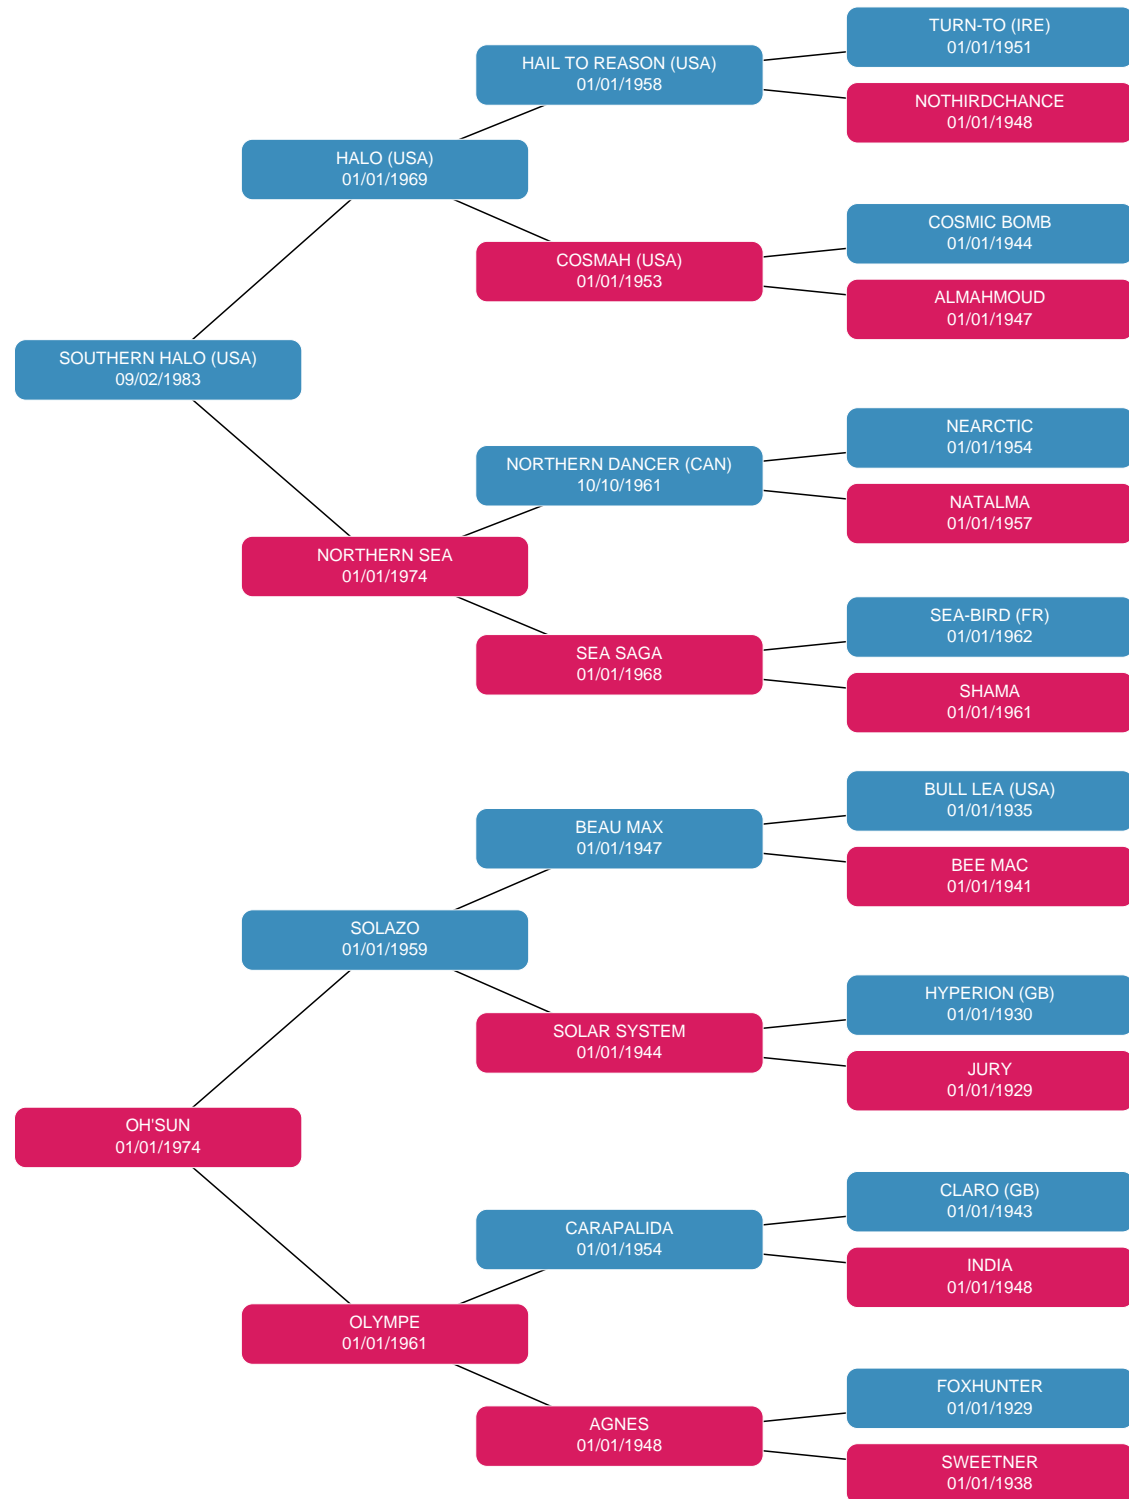 TURN-TO (IRE)
01/01/1951
HAIL TO REASON (USA)
01/01/1958
NOTHIRDCHANCE
01/01/1948
HALO (USA)
01/01/1969
COSMIC BOMB
01/01/1944
COSMAH (USA)
01/01/1953
ALMAHMOUD
01/01/1947
SOUTHERN HALO (USA)
09/02/1983
NEARCTIC
01/01/1954
NORTHERN DANCER (CAN)
10/10/1961
NATALMA
01/01/1957
NORTHERN SEA
01/01/1974
SEA-BIRD (FR)
01/01/1962
SEA SAGA
01/01/1968
SHAMA
01/01/1961
BULL LEA (USA)
01/01/1935
BEAU MAX
01/01/1947
BEE MAC
01/01/1941
SOLAZO
01/01/1959
HYPERION (GB)
01/01/1930
SOLAR SYSTEM
01/01/1944
JURY
01/01/1929
OH'SUN
01/01/1974
CLARO (GB)
01/01/1943
CARAPALIDA
01/01/1954
INDIA
01/01/1948
OLYMPE
01/01/1961
FOXHUNTER
01/01/1929
AGNES
01/01/1948
SWEETNER
01/01/1938